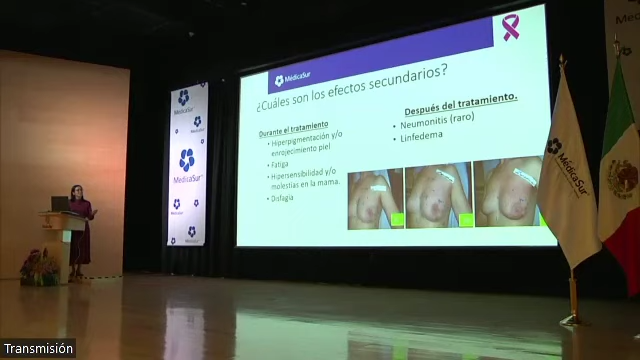 MédicaSur
¿Cuáles son los efectos secundarios?
Durante el tratamiento
• Hiperpigmentación y/o
enrojecimiento piel
• Fatiga
• Hipersensibilidad y/o
molestias en la mama.
• Disfagia
Después del tratamiento.
• Neumonitis (raro)
• Linfedema
MédicaSur
MédicaSur
MédicaSur
Transmisión